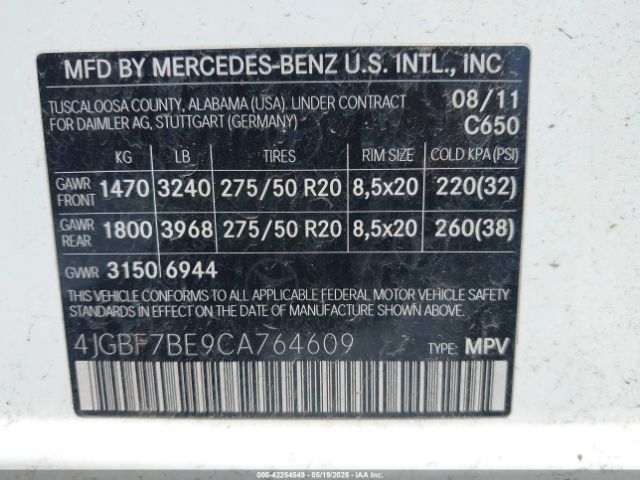 MFD BY MERCEDES-BENZ U.S. INTL., INC
TUSCALOOSA COUNTY, ALABAMA (USA). UNDER CONTRACT 08/11
FOR DAIMLER AG, STUTTGART (GERMANY) C650
KG LB TIRES RIM SIZE COLD KPA (PSI)
GAWR FRONT 1470 3240 275/50 R20 8,5x20 220(32)
GAWR REAR 1800 3968 275/50 R20 8,5x20 260(38)
GVWR 3150 6944
THIS VEHICLE CONFORMS TO ALL APPLICABLE FEDERAL MOTOR VEHICLE SAFETY
STANDARDS IN EFFECT ON THE DATE OF MANUFACTURE SHOWN ABOVE.
4JGBF7BE9CA764609 TYPE: MPV
000-42254549 - 05/19/2025 - IAA Inc.